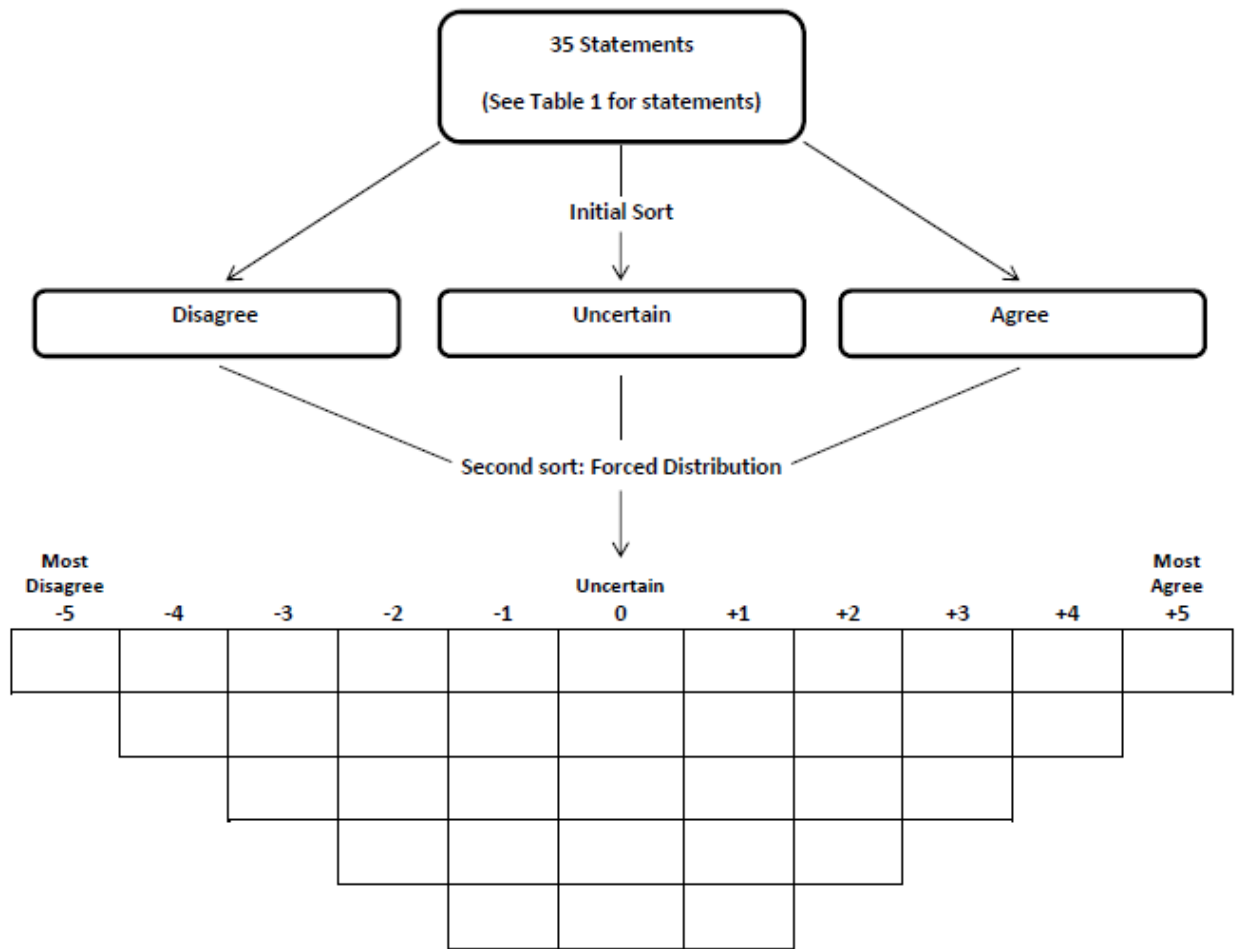 35 Statements
(See Table 1 for statements)
Initial Sort
Disagree Uncertain Agree
Second sort: Forced Distribution
Most Most
Disagree Uncertain Agree
-5 -4 -3 -2 -1 0 +1 +2 +3 +4 +5